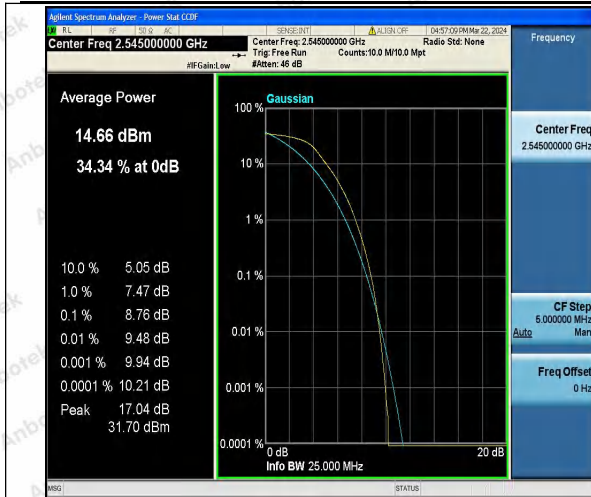 Agilent Spectrum Analyzer - Power Stat CCDF
RL RF 50 Ω AC SENSE:INT ALIGN OFF 04:57:09 PM Mar 22, 2024
Center Freq 2.545000000 GHz
Center Freq: 2.545000000 GHz Radio Std: None
Trig: Free Run Counts:10.0 M/10.0 Mpt
#IFGain:Low #Atten: 46 dB
Frequency
Average Power
14.66 dBm
34.34 % at 0dB
10.0 % 5.05 dB
1.0 % 7.47 dB
0.1 % 8.76 dB
0.01 % 9.48 dB
0.001 % 9.94 dB
0.0001 % 10.21 dB
Peak 17.04 dB
31.70 dBm
Gaussian
100 %
10 %
1 %
0.1 %
0.01 %
0.001 %
0.0001 %
0 dB 20 dB
Info BW 25.000 MHz
Center Freq
2.545000000 GHz
CF Step
5.000000 MHz
Auto Man
Freq Offset
0 Hz
MSG STATUS